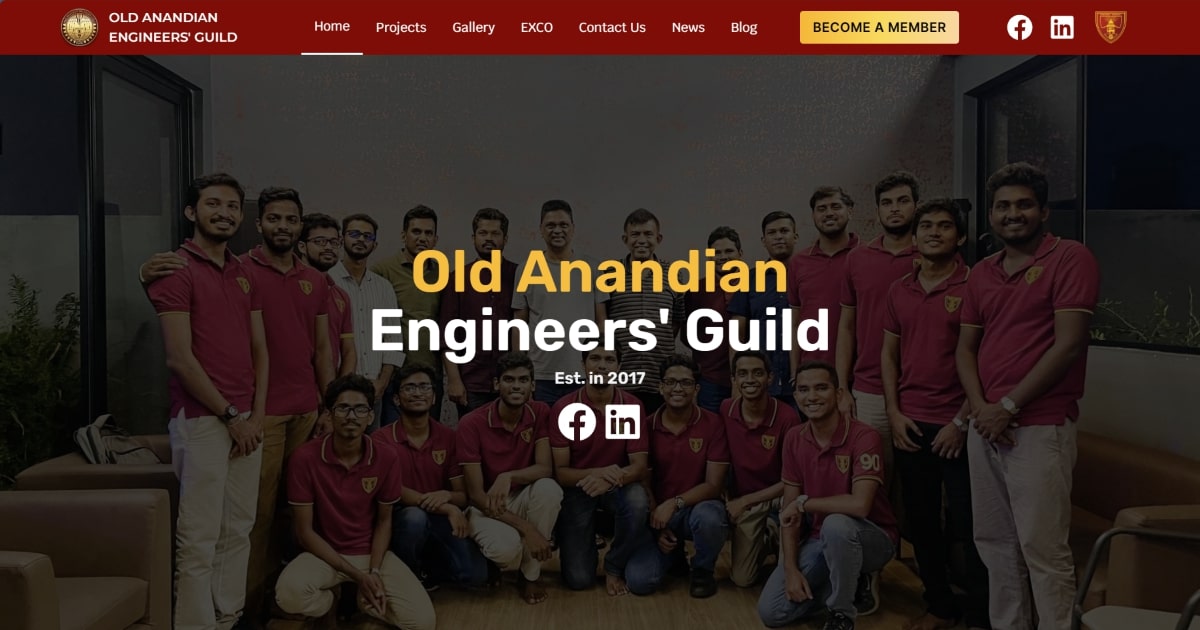 OLD ANANDIAN
ENGINEERS' GUILD
Home
Projects
Gallery
EXCO
Contact Us
News
Blog
BECOME A MEMBER
Old Anandian
Engineers' Guild
Est. in 2017
90